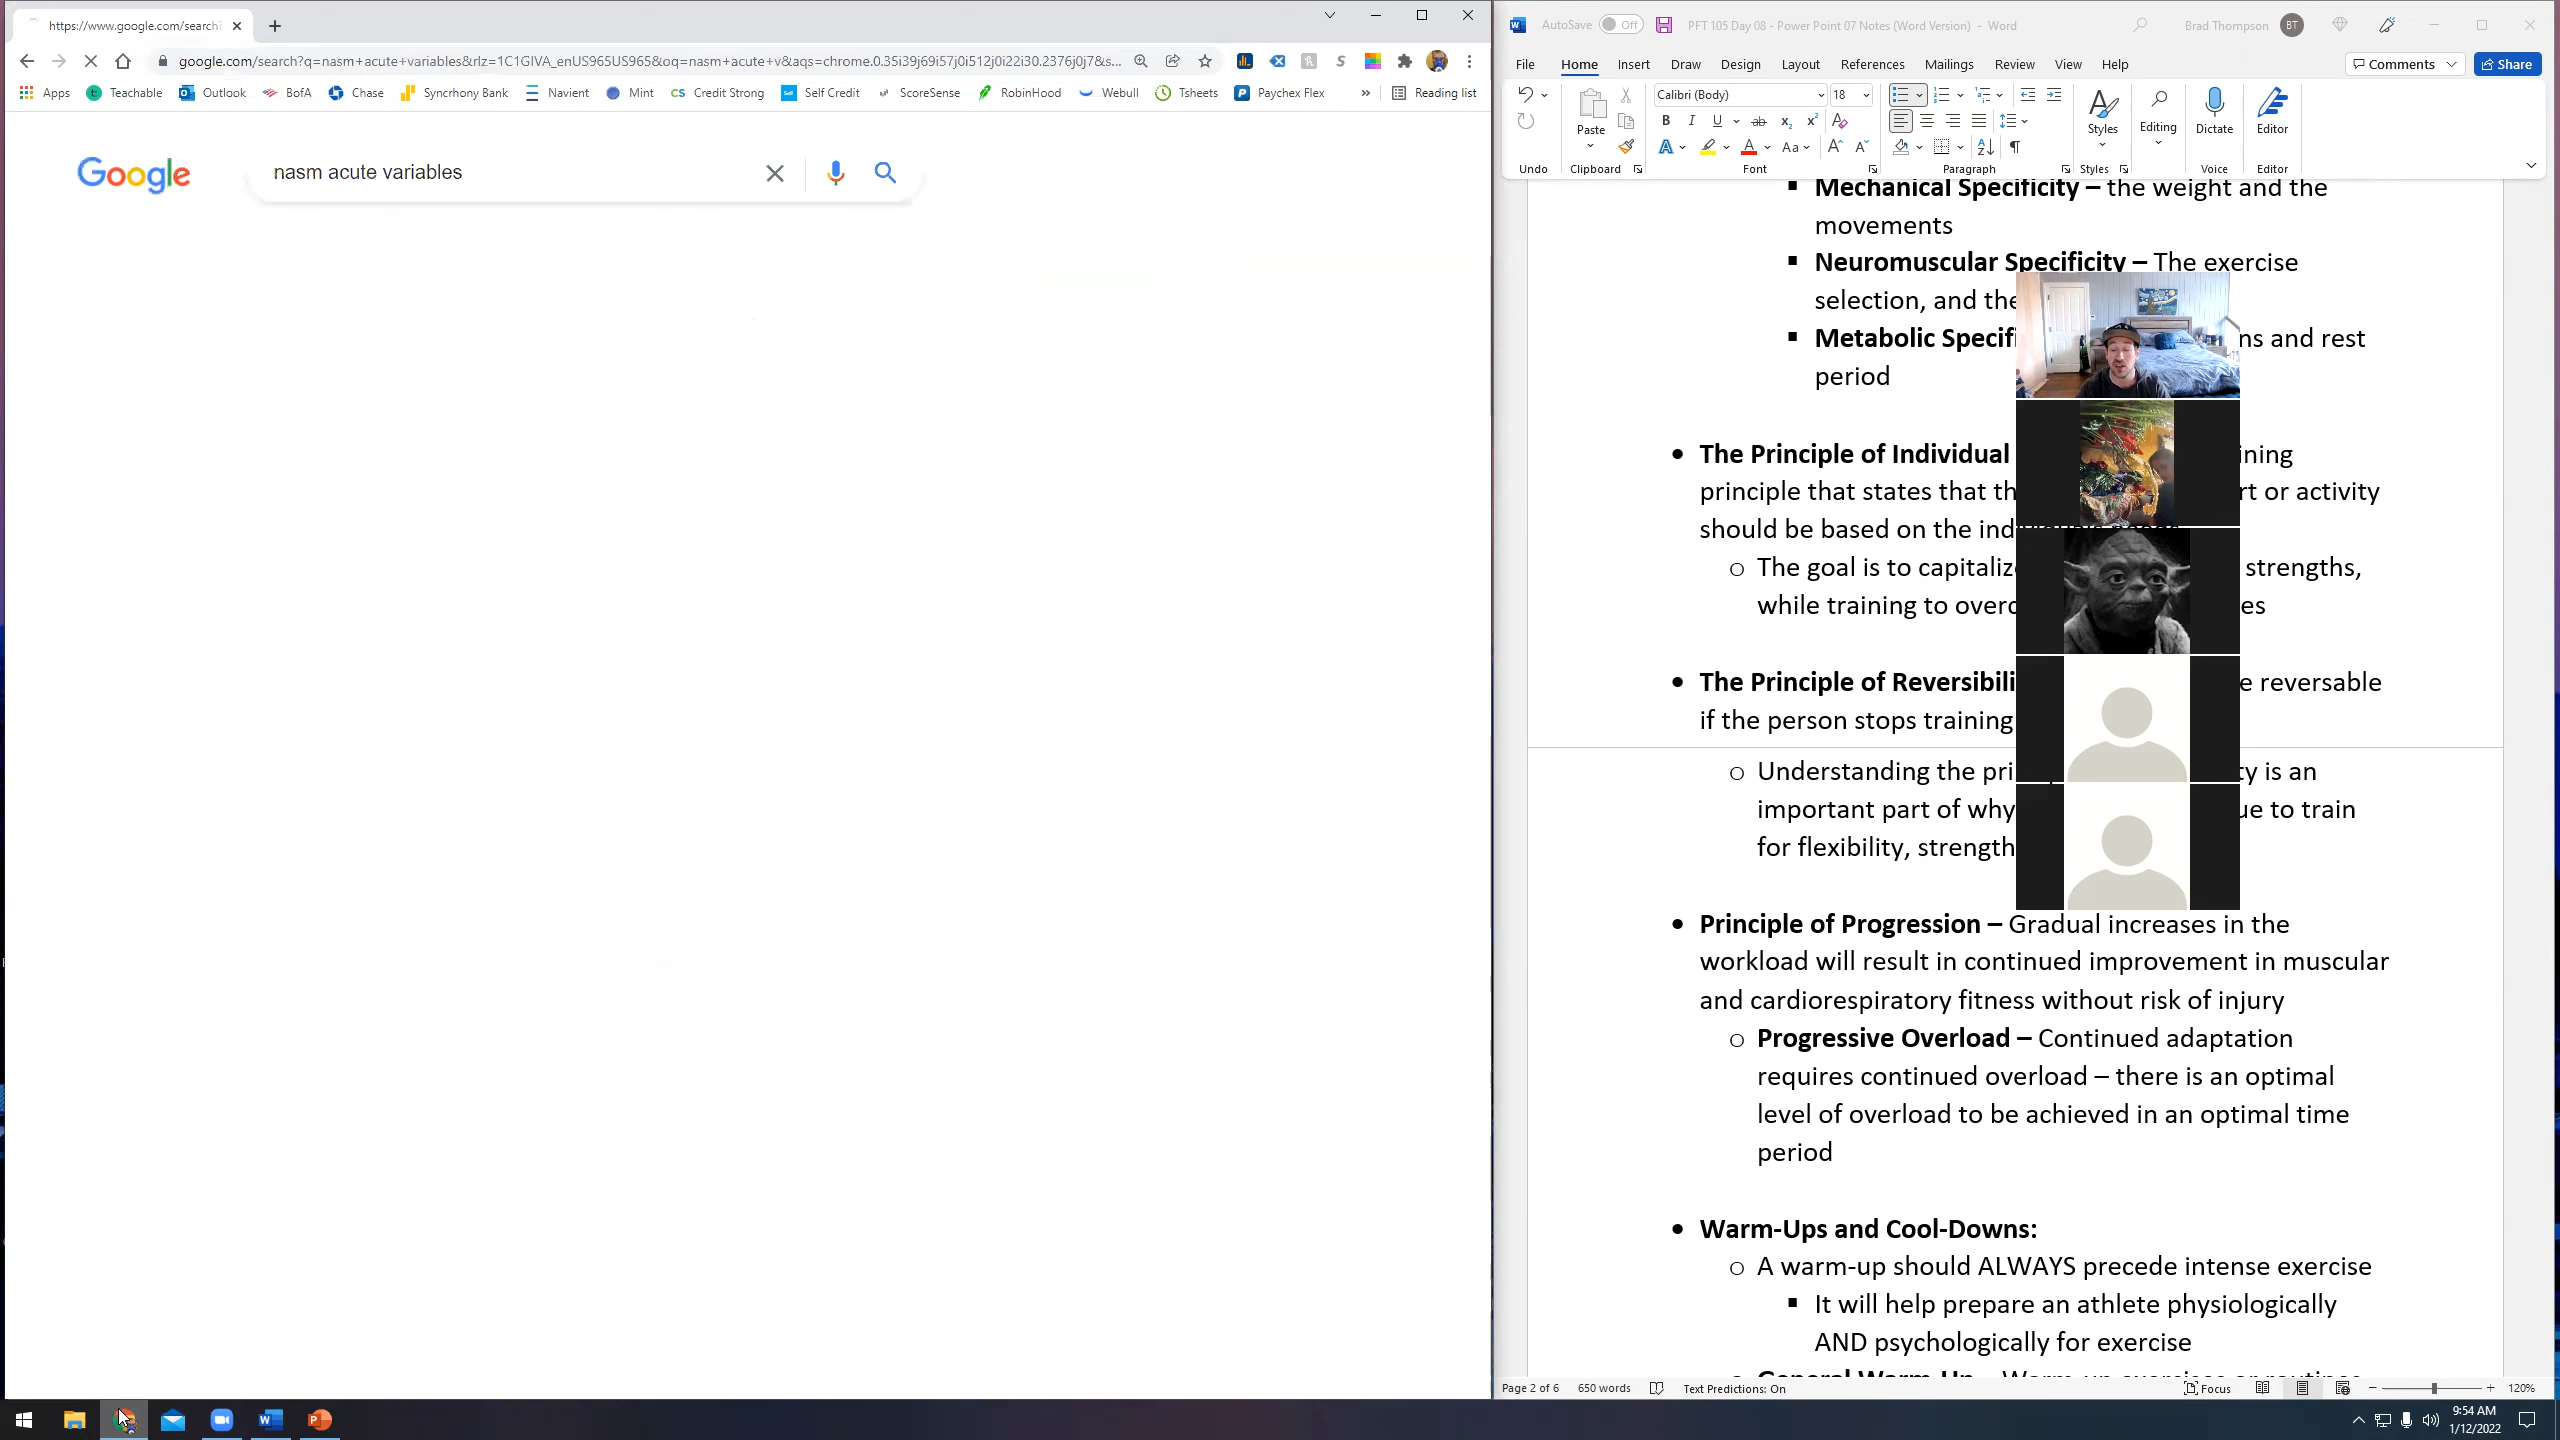 https://www.google.com/search?
google.com/search?q=nasm+acute+variables&rlz=1C1GIVA_enUS965US965&oq=nasm+acute+v&aqs=chrome.0.35i39j69i57j0i512j0i22i30.2376j0j7&s...
Apps Teachable Outlook BofA Chase Syncrhony Bank Navient Mint CS Credit Strong Self Credit ScoreSense RobinHood Webull Tsheets Paychex Flex » Reading list
Google nasm acute variables
AutoSave Off PFT 105 Day 08 - Power Point 07 Notes (Word Version) - Word Brad Thompson BT
File Home Insert Draw Design Layout References Mailings Review View Help Comments Share
Calibri (Body) 18
Paste B I U ab Styles Editing Dictate Editor
Aa
Undo Clipboard Font Paragraph Styles Voice Editor
▪ Mechanical Specificity – the weight and the
movements
▪ Neuromuscular Specificity – The exercise
selection, and the
▪ Metabolic Specifi ns and rest
period
• The Principle of Individual ining
principle that states that th rt or activity
should be based on the ind
o The goal is to capitaliz strengths,
while training to overc es
• The Principle of Reversibili e reversable
if the person stops training
o Understanding the pri ty is an
important part of why ue to train
for flexibility, strength
• Principle of Progression – Gradual increases in the
workload will result in continued improvement in muscular
and cardiorespiratory fitness without risk of injury
o Progressive Overload – Continued adaptation
requires continued overload – there is an optimal
level of overload to be achieved in an optimal time
period
• Warm-Ups and Cool-Downs:
o A warm-up should ALWAYS precede intense exercise
▪ It will help prepare an athlete physiologically
AND psychologically for exercise
Page 2 of 6 650 words Text Predictions: On Focus 120%
9:54 AM
1/12/2022